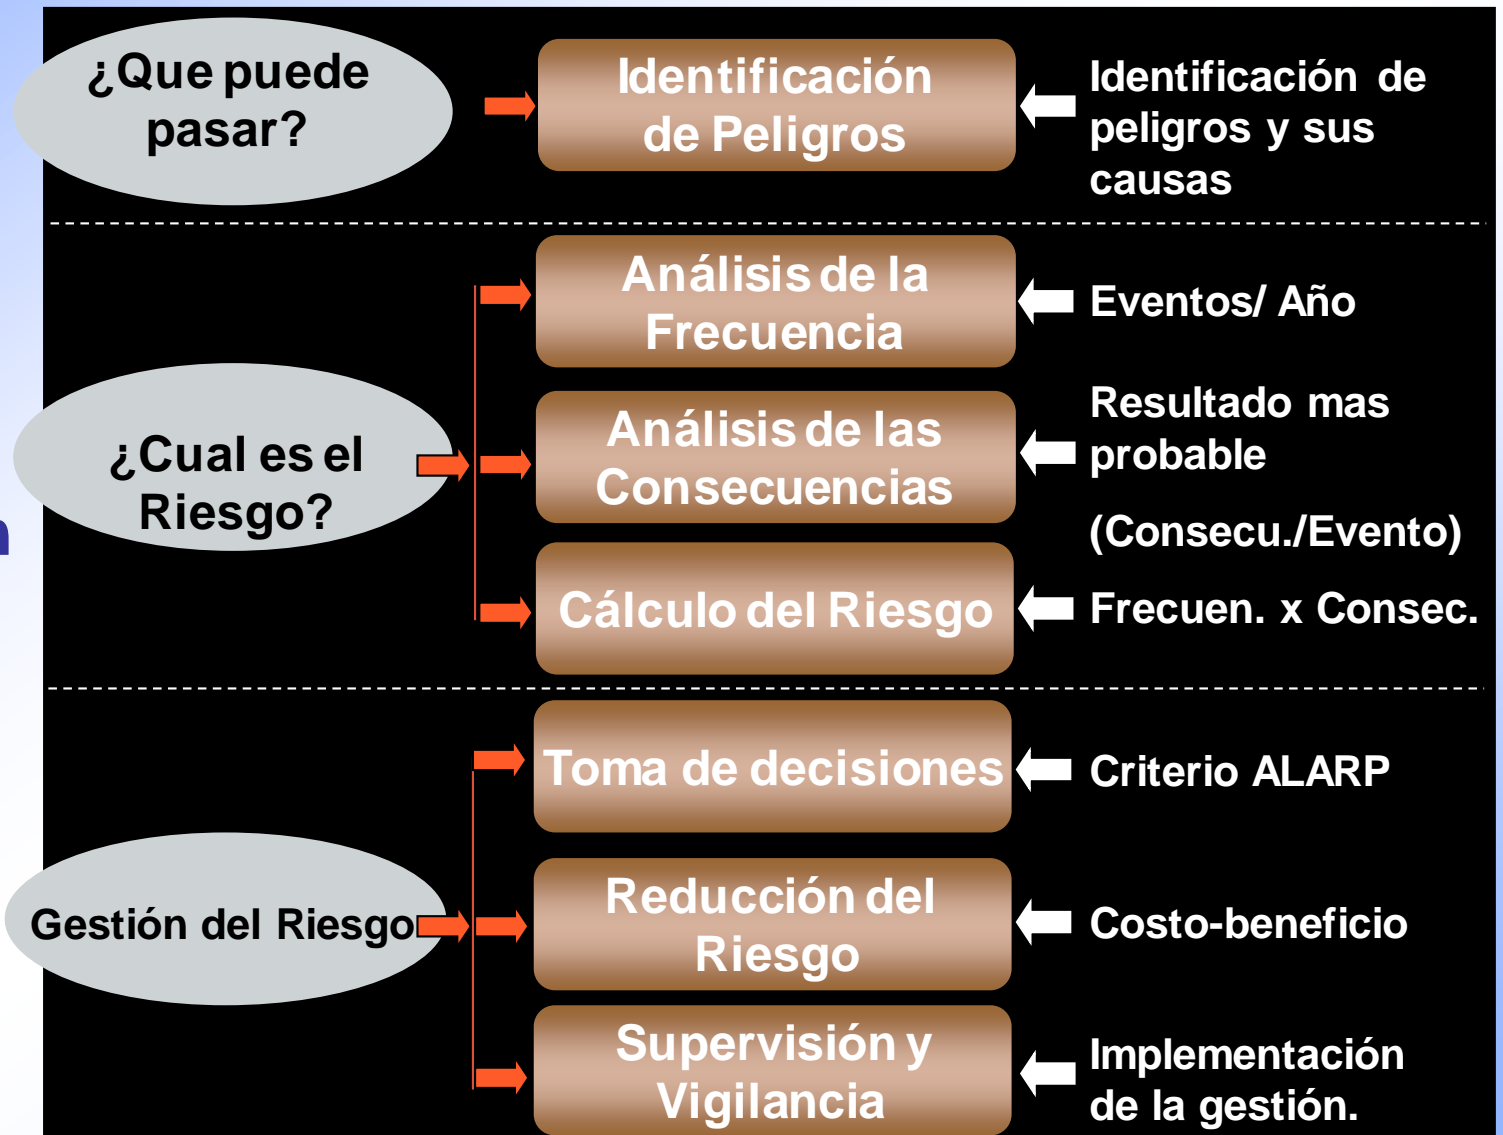 ¿Que puede
pasar?
Identificación
de Peligros
Identificación de
peligros y sus
causas
¿Cual es el
Riesgo?
Análisis de la
Frecuencia
Eventos/ Año
Análisis de las
Consecuencias
Resultado mas
probable
(Consecu./Evento)
Cálculo del Riesgo
Frecuen. x Consec.
Gestión del Riesgo
Toma de decisiones
Criterio ALARP
Reducción del
Riesgo
Costo-beneficio
Supervisión y
Vigilancia
Implementación
de la gestión.